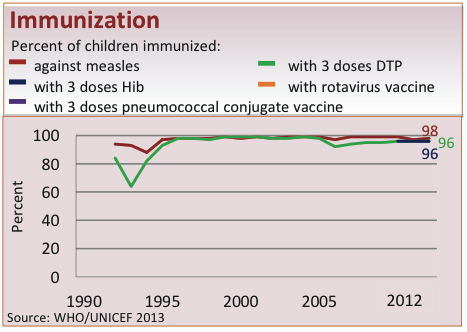 Immunization
Percent of children immunized:
against measles
with 3 doses DTP
with 3 doses Hib
with rotavirus vaccine
with 3 doses pneumococcal conjugate vaccine
100
80
60
40
20
0
Percent
98
96
96
1990
1995
2000
2005
2012
Source: WHO/UNICEF 2013